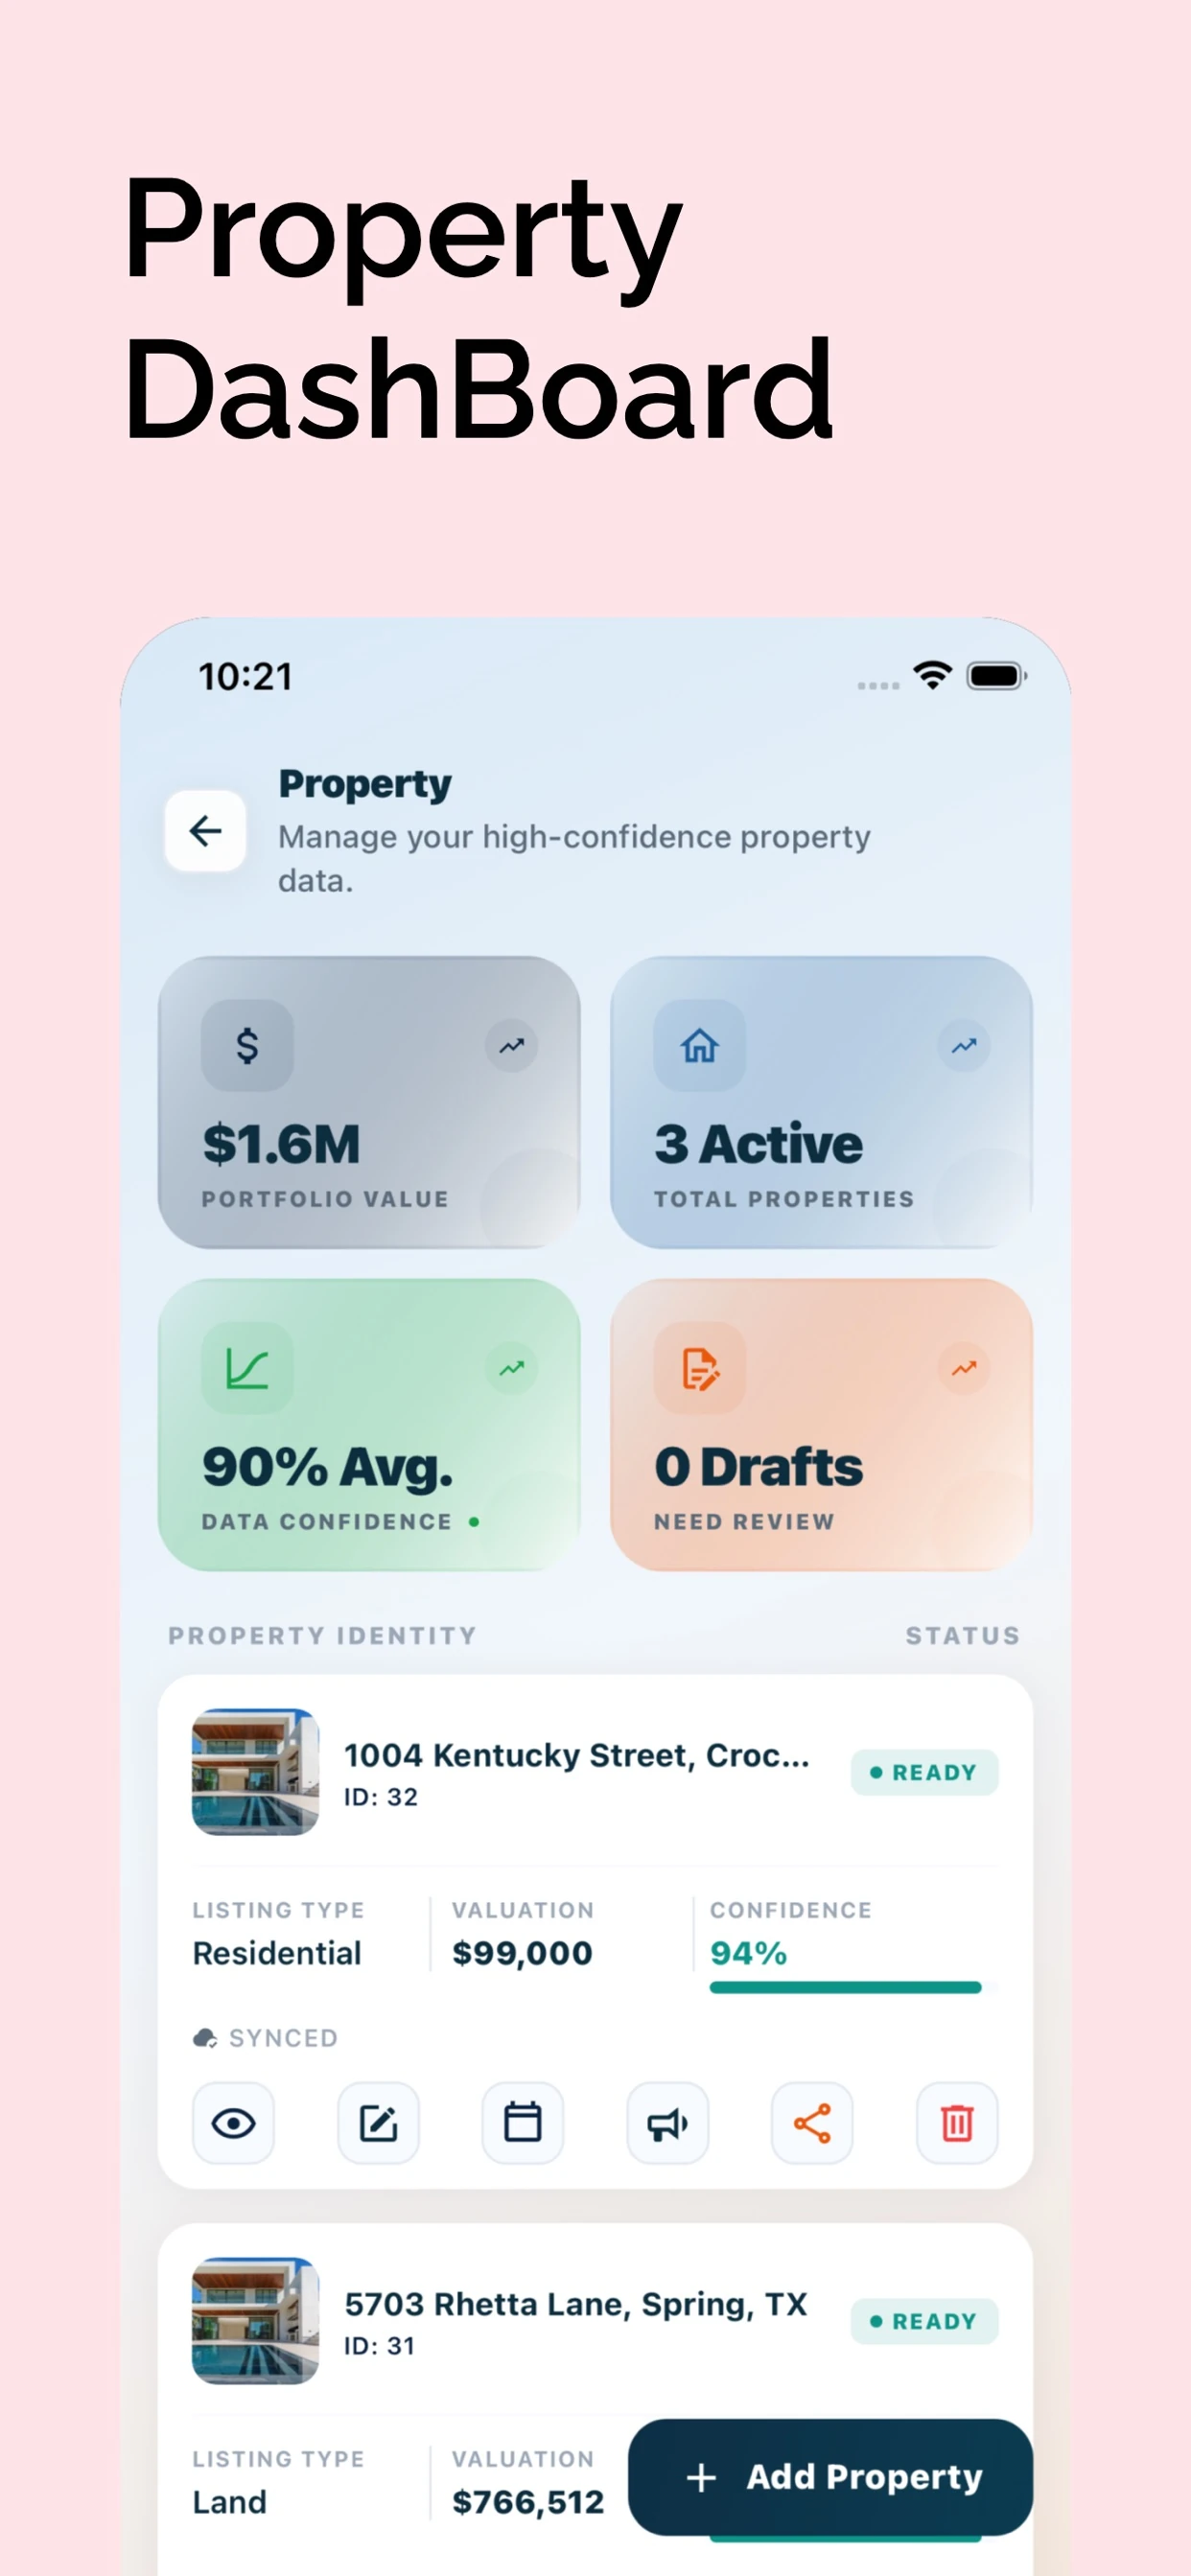 Property
DashBoard
10:21
Property
Manage your high-confidence property
data.
$
$1.6M
PORTFOLIO VALUE
3 Active
TOTAL PROPERTIES
90% Avg.
DATA CONFIDENCE
0 Drafts
NEED REVIEW
PROPERTY IDENTITY STATUS
1004 Kentucky Street, Croc...
READY
ID: 32
LISTING TYPE VALUATION CONFIDENCE
Residential $99,000 94%
SYNCED
5703 Rhetta Lane, Spring, TX
READY
ID: 31
LISTING TYPE VALUATION
Land $766,512
+ Add Property